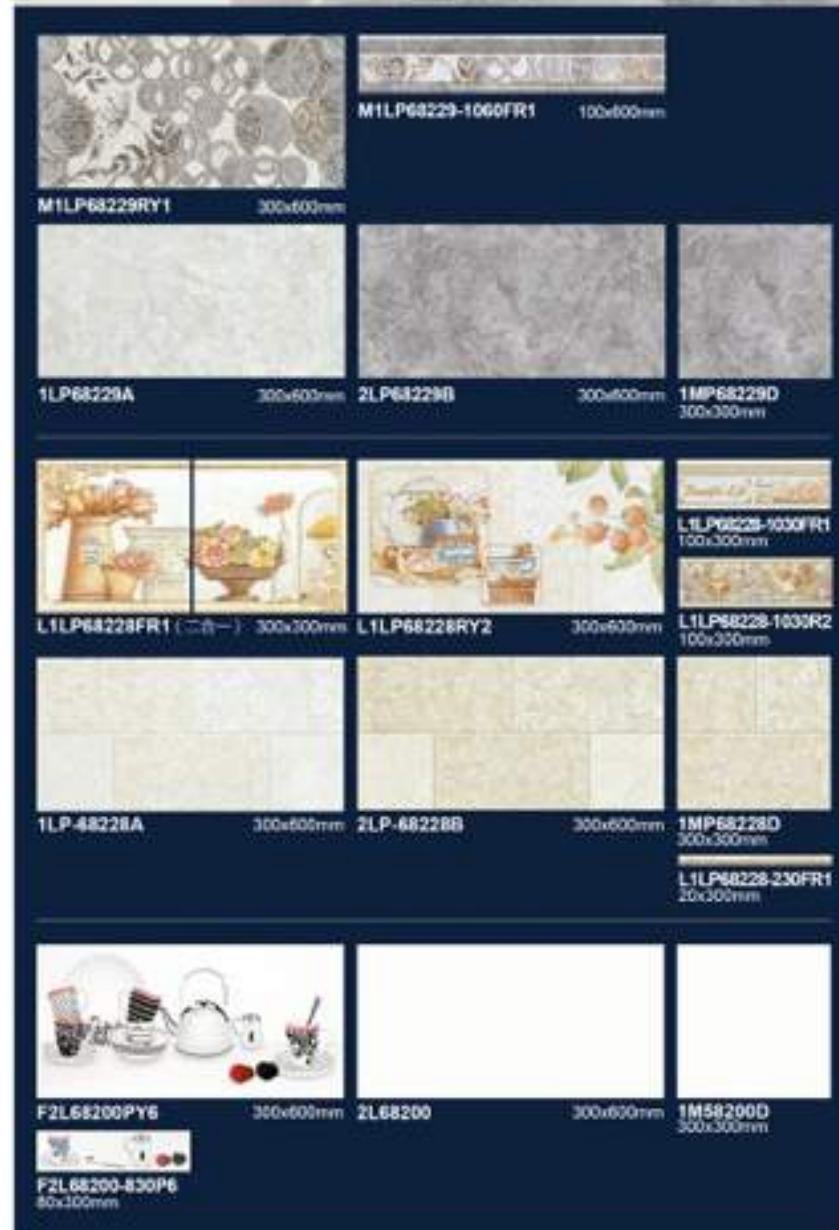 M1LP68229-1060FR1 100x600mm
M1LP68229RY1 300x600mm
1LP68229A 300x600mm 2LP68229B 300x600mm 1MP68229D
300x300mm
L1LP68228-1030FR1
100x300mm
L1LP68228FR1（二合一） 300x300mm L1LP68228RY2 300x600mm L1LP68228-1030R2
100x300mm
1LP-68228A 300x600mm 2LP-68228B 300x600mm 1MP68228D
300x300mm
L1LP68228-230FR1
20x300mm
F2L68200PY6 300x600mm 2L68200 300x600mm 1M58200D
300x300mm
F2L68200-830P6
80x300mm